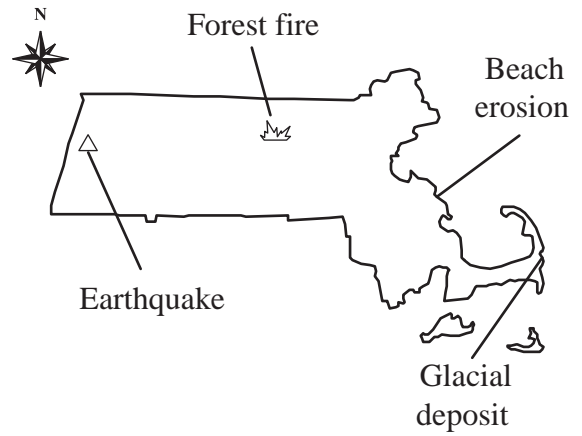 N
Forest fire
Beach
erosion
Earthquake
Glacial
deposit